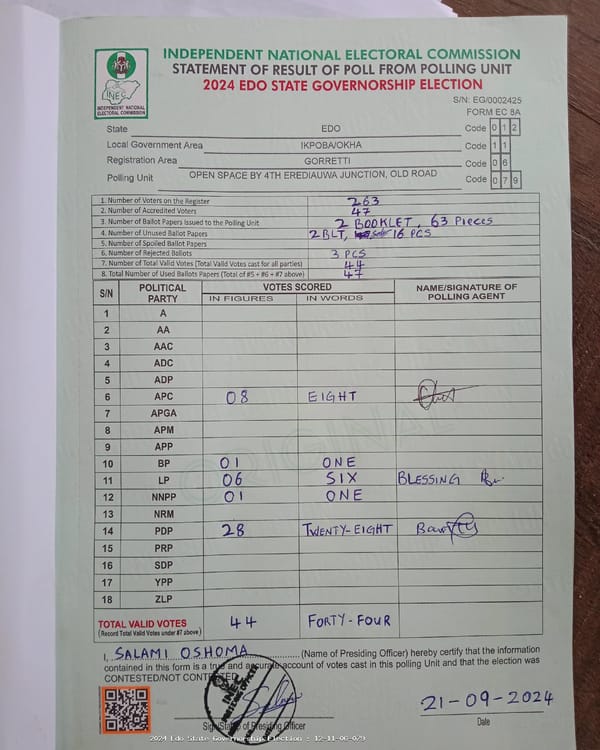 INDEPENDENT NATIONAL ELECTORAL COMMISSION
STATEMENT OF RESULT OF POLL FROM POLLING UNIT
2024 EDO STATE GOVERNORSHIP ELECTION
INEC
INDEPENDENT NATIONAL
ELECTORAL COMMISSION
S/N: EG/0002425
FORM EC 8A
State EDO Code 0 1 2
Local Government Area IKPOBA/OKHA Code 1 1
Registration Area GORRETTI Code 0 6
Polling Unit OPEN SPACE BY 4TH EREDIAUWA JUNCTION, OLD ROAD Code 0 7 9
1. Number of Voters on the Register 263
2. Number of Accredited Voters 47
3. Number of Ballot Papers Issued to the Polling Unit 2 BOOKLET, 63 Pieces
4. Number of Unused Ballot Papers 2 BLT, 16 PCS
5. Number of Spoiled Ballot Papers
6. Number of Rejected Ballots 3 PCS
7. Number of Total Valid Votes (Total Valid Votes cast for all parties) 44
8. Total Number of Used Ballots Papers (Total of #5 + #6 + #7 above) 47
S/N POLITICAL PARTY VOTES SCORED NAME/SIGNATURE OF POLLING AGENT
IN FIGURES IN WORDS
1 A
2 AA
3 AAC
4 ADC
5 ADP
6 APC 08 EIGHT
7 APGA
8 APM
9 APP
10 BP 01 ONE
11 LP 06 SIX BLESSING
12 NNPP 01 ONE
13 NRM
14 PDP 28 TWENTY-EIGHT
15 PRP
16 SDP
17 YPP
18 ZLP
ORIGINAL
TOTAL VALID VOTES 44 FORTY-FOUR
(Record Total Valid Votes under #7 above)
I, SALAMI OSHOMA (Name of Presiding Officer) hereby certify that the information
contained in this form is a true and accurate account of votes cast in this polling Unit and that the election was
CONTESTED/NOT CONTESTED
INEC
21-09-2024
Signature of Presiding Officer Date
2024 Edo State Governorship Election - 12-11-06-079